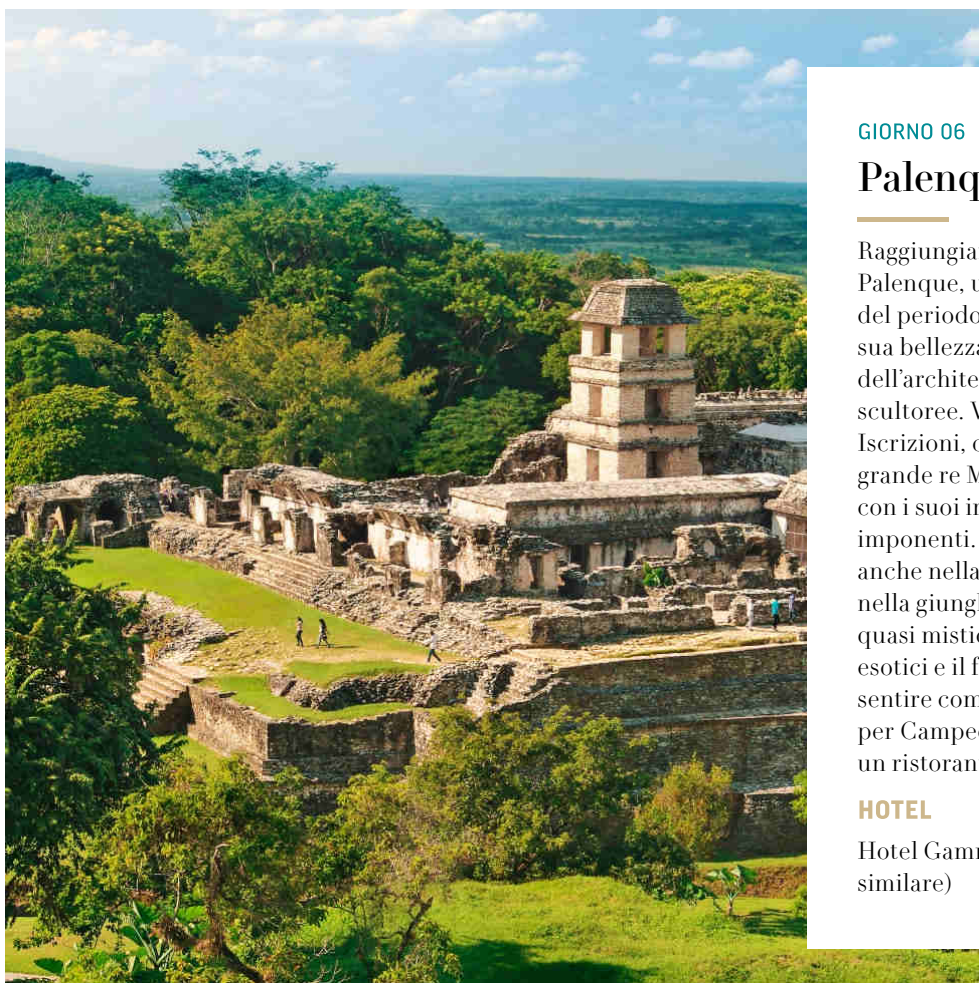 GIORNO 06
Palenq
Raggiungia
Palenque, u
del periodo
sua bellezza
dell'archite
scultoree. V
Iscrizioni, c
grande re M
con i suoi in
imponenti.
anche nella
nella giungl
quasi mistic
esotici e il f
sentire com
per Campec
un ristoran
HOTEL
Hotel Gamm
similare)